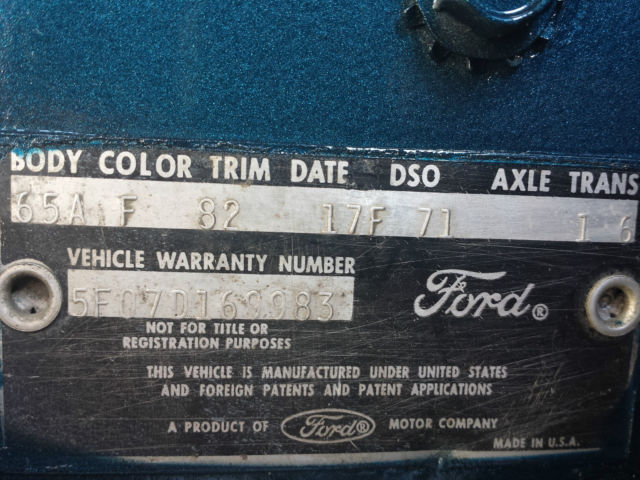 BODY COLOR TRIM DATE DSO AXLE TRANS
65A F 82 17F 71 1 6
VEHICLE WARRANTY NUMBER
5F07D169983
Ford®
NOT FOR TITLE OR
REGISTRATION PURPOSES
THIS VEHICLE IS MANUFACTURED UNDER UNITED STATES
AND FOREIGN PATENTS AND PATENT APPLICATIONS
A PRODUCT OF Ford® MOTOR COMPANY
MADE IN U.S.A.